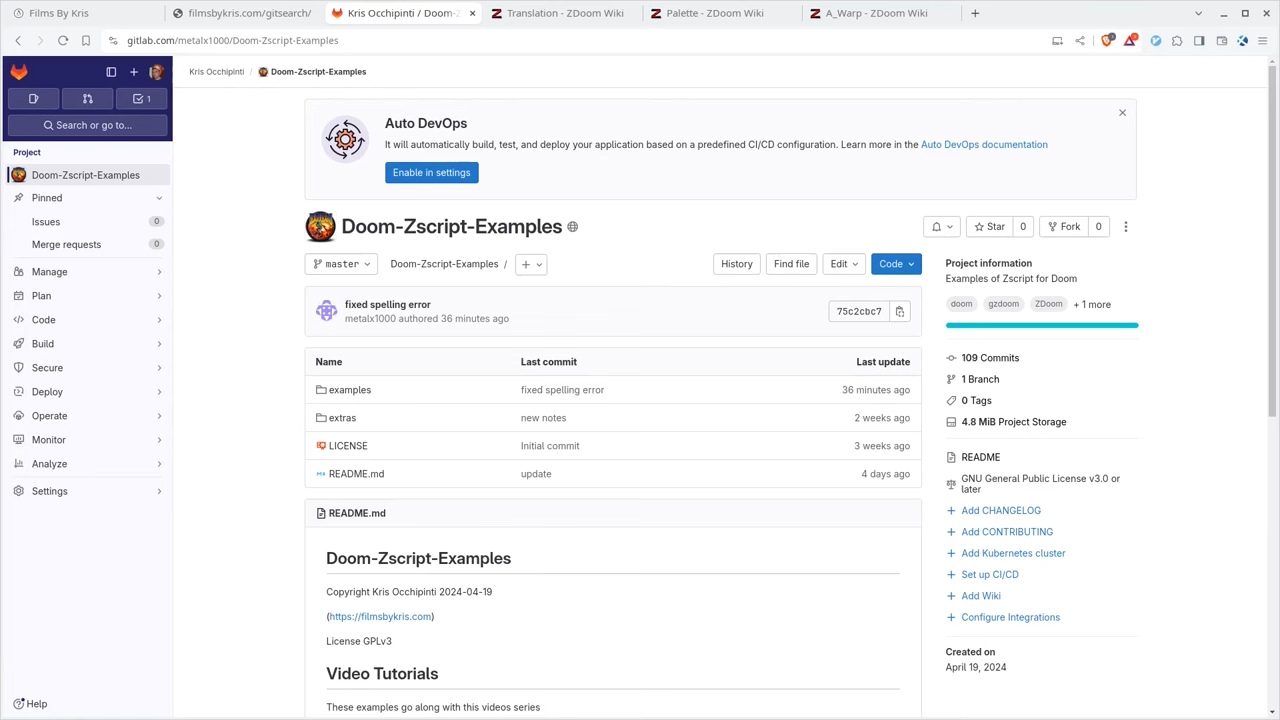 Films By Kris
filmsbykris.com/gitsearch/
Kris Occhipinti / Doom-Z
Translation - ZDoom Wiki
Palette - ZDoom Wiki
A_Warp - ZDoom Wiki
gitlab.com/metalx1000/Doom-Zscript-Examples
Kris Occhipinti / Doom-Zscript-Examples
1
Search or go to...
Project
Doom-Zscript-Examples
Pinned
Issues 0
Merge requests 0
Manage
Plan
Code
Build
Secure
Deploy
Operate
Monitor
Analyze
Settings
Help
Auto DevOps
It will automatically build, test, and deploy your application based on a predefined CI/CD configuration. Learn more in the Auto DevOps documentation
Enable in settings
Doom-Zscript-Examples
Star 0
Fork 0
master
Doom-Zscript-Examples /
History
Find file
Edit
Code
fixed spelling error
metalx1000 authored 36 minutes ago
75c2cbc7
Name Last commit Last update
examples fixed spelling error 36 minutes ago
extras new notes 2 weeks ago
LICENSE Initial commit 3 weeks ago
README.md update 4 days ago
README.md
Doom-Zscript-Examples
Copyright Kris Occhipinti 2024-04-19
(https://filmsbykris.com)
License GPLv3
Video Tutorials
These examples go along with this videos series
Project information
Examples of Zscript for Doom
doom gzdoom ZDoom + 1 more
109 Commits
1 Branch
0 Tags
4.8 MiB Project Storage
README
GNU General Public License v3.0 or
later
Add CHANGELOG
Add CONTRIBUTING
Add Kubernetes cluster
Set up CI/CD
Add Wiki
Configure Integrations
Created on
April 19, 2024